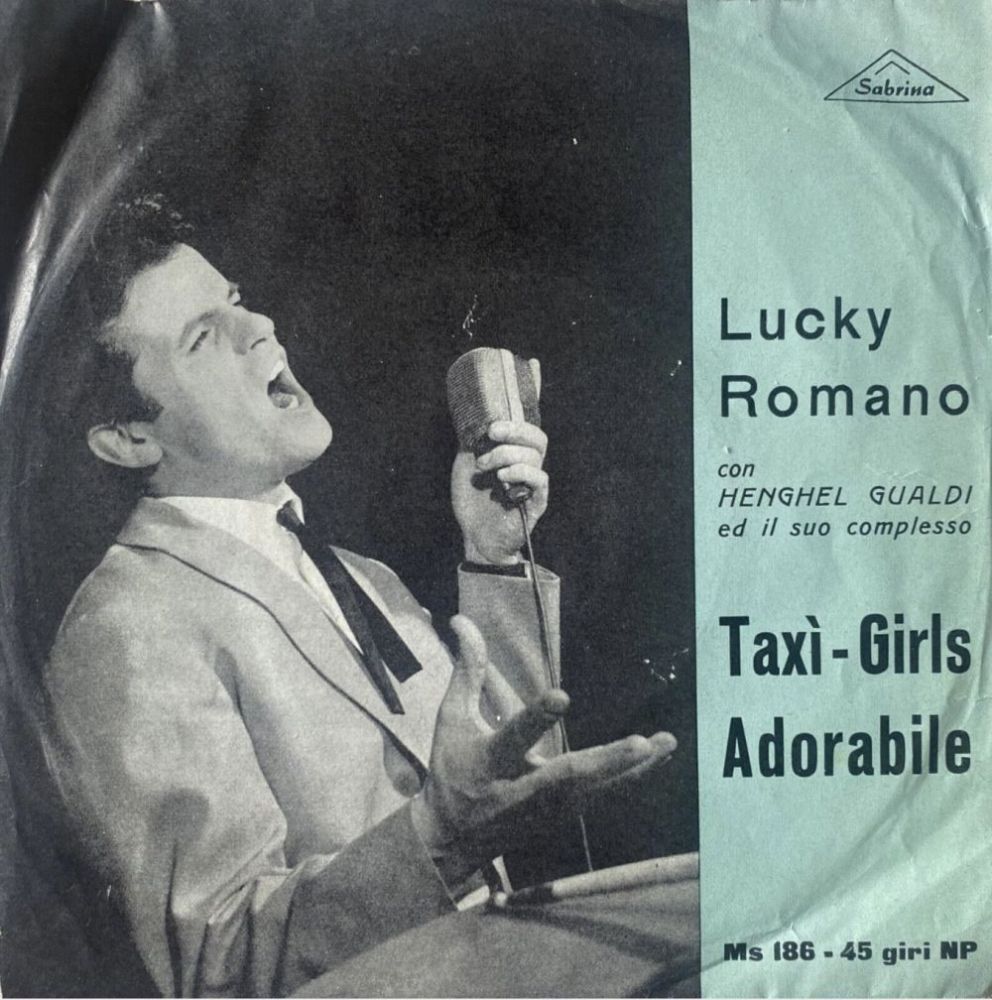 Sabrina
Lucky
Romano
con
HENGHEL GUALDI
ed il suo complesso
Taxì-Girls
Adorabile
Ms 186 - 45 giri NP